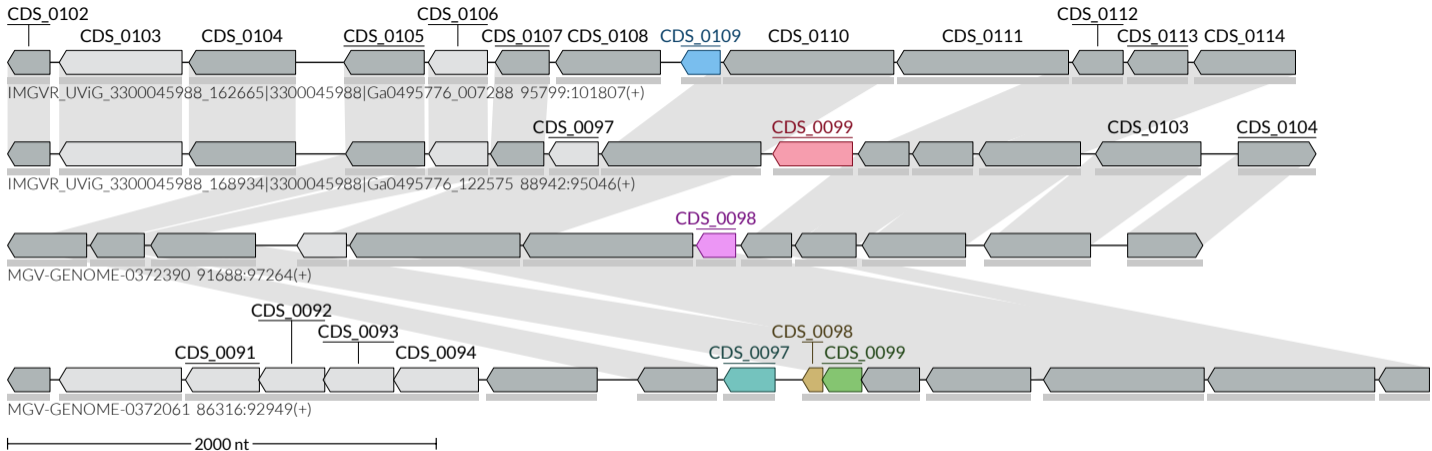 CDS_0102 CDS_0106 CDS_0112
CDS_0103 CDS_0104 CDS_0105 CDS_0107 CDS_0108 CDS_0109 CDS_0110 CDS_0111 CDS_0113 CDS_0114
IMGVR_UViG_3300045988_162665|3300045988|Ga0495776_007288 95799:101807(+)
CDS_0097 CDS_0099 CDS_0103 CDS_0104
IMGVR_UViG_3300045988_168934|3300045988|Ga0495776_122575 88942:95046(+)
CDS_0098
MGV-GENOME-0372390 91688:97264(+)
CDS_0092
CDS_0093 CDS_0098
CDS_0091 CDS_0094 CDS_0097 CDS_0099
MGV-GENOME-0372061 86316:92949(+)
2000 nt